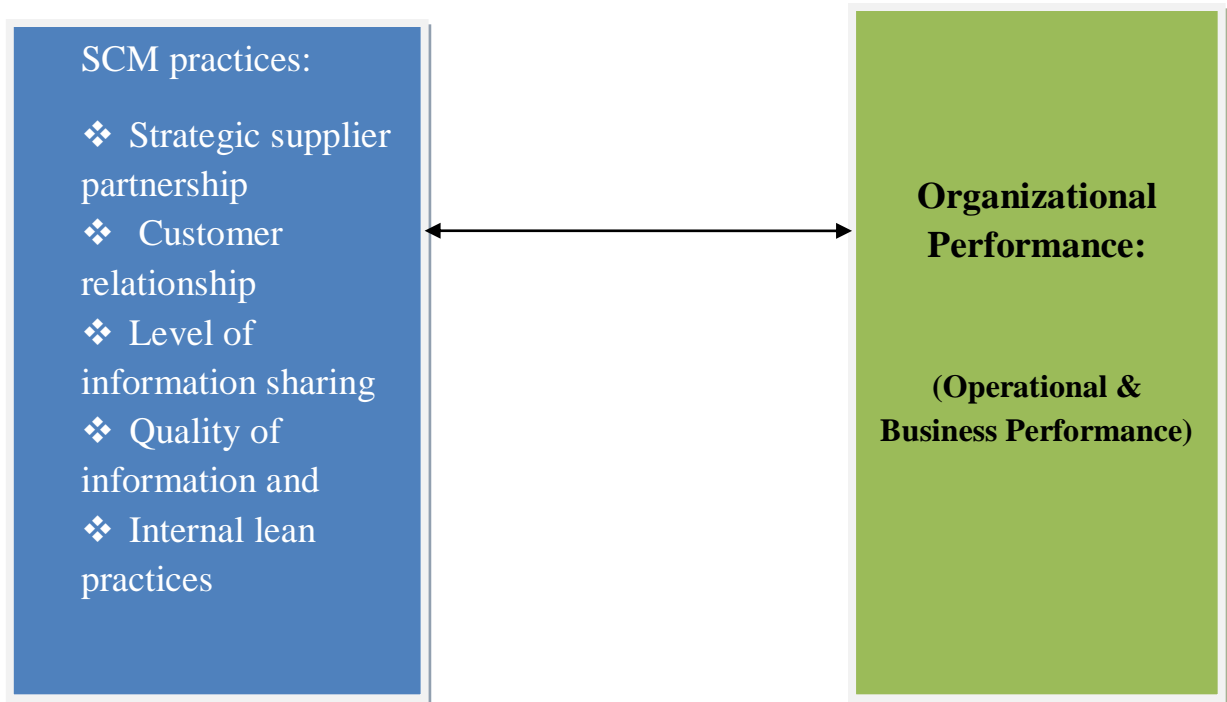 SCM practices:
❖ Strategic supplier
partnership
❖ Customer
relationship
❖ Level of
information sharing
❖ Quality of
information and
❖ Internal lean
practices
Organizational
Performance:
(Operational &
Business Performance)